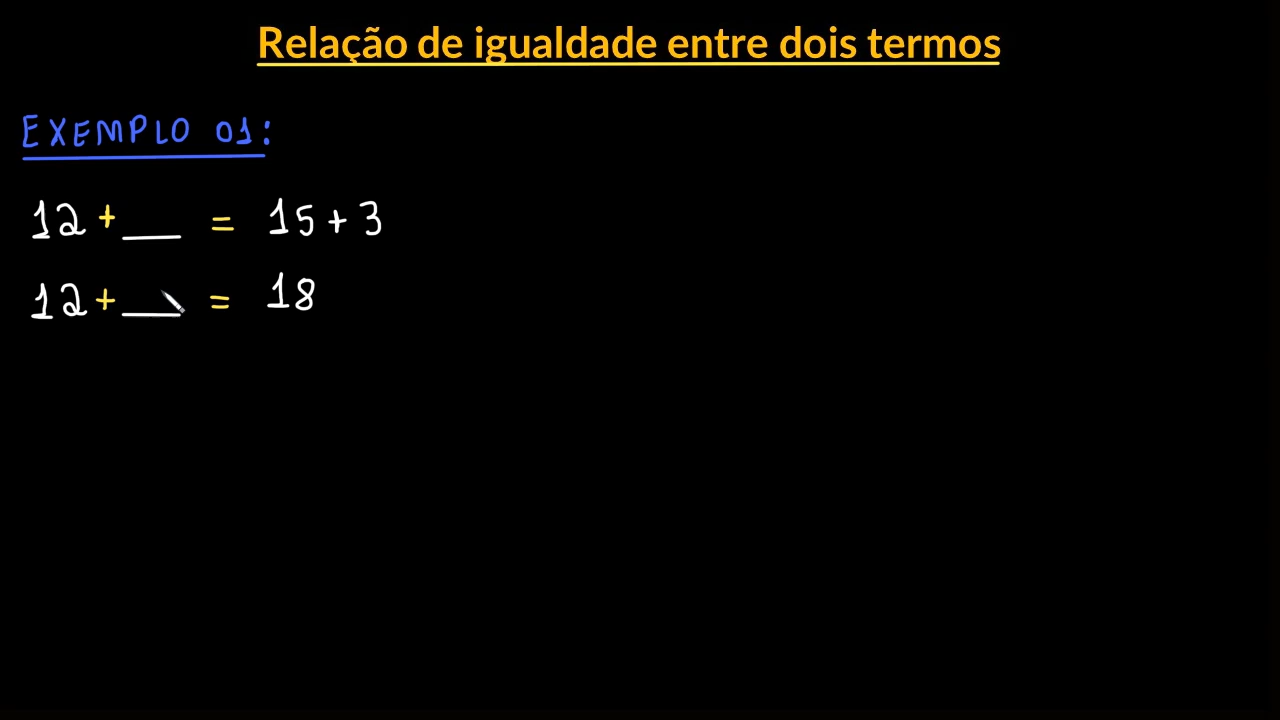 Relação de igualdade entre dois termos
EXEMPLO 01:
12 + ___ = 15 + 3
12 + ___ = 18